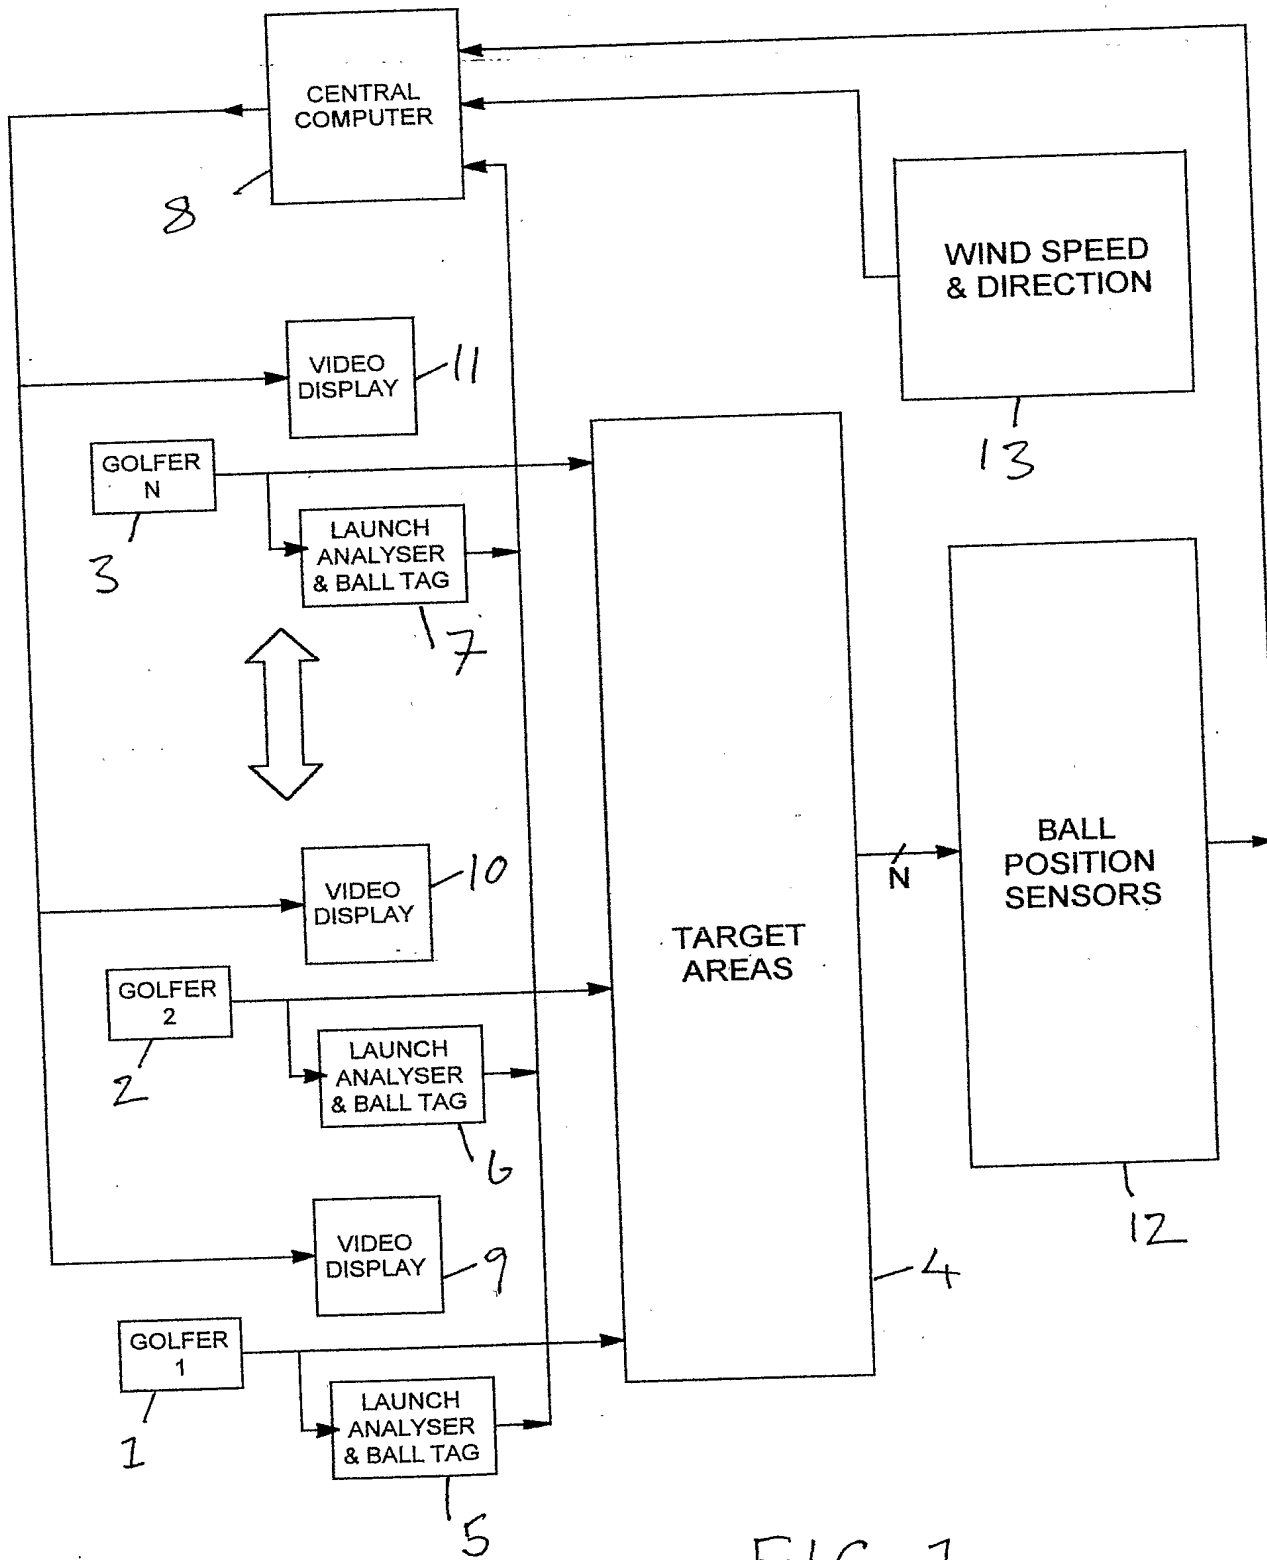 CENTRAL
COMPUTER
8
WIND SPEED
& DIRECTION
13
VIDEO
DISPLAY
11
GOLFER
N
3
LAUNCH
ANALYSER
& BALL TAG
7
VIDEO
DISPLAY
10
GOLFER
2
2
LAUNCH
ANALYSER
& BALL TAG
6
VIDEO
DISPLAY
9
GOLFER
1
1
LAUNCH
ANALYSER
& BALL TAG
5
TARGET
AREAS
4
N
BALL
POSITION
SENSORS
12
FIG 1